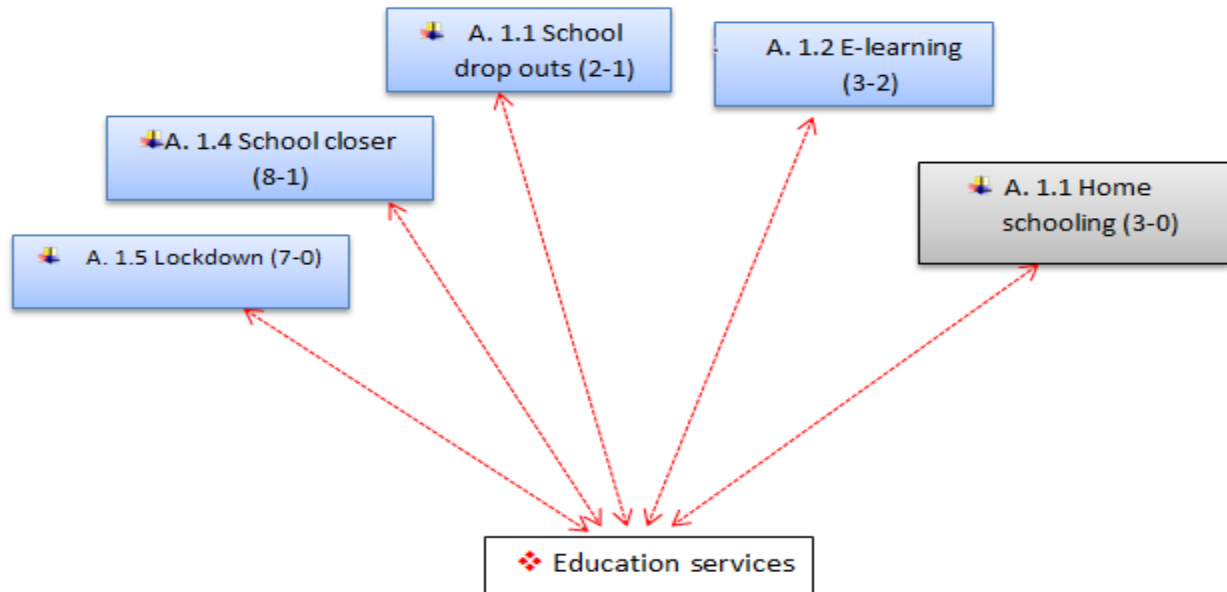 A. 1.1 School
drop outs (2-1)
A. 1.2 E-learning
(3-2)
A. 1.4 School closer
(8-1)
A. 1.1 Home
schooling (3-0)
A. 1.5 Lockdown (7-0)
Education services